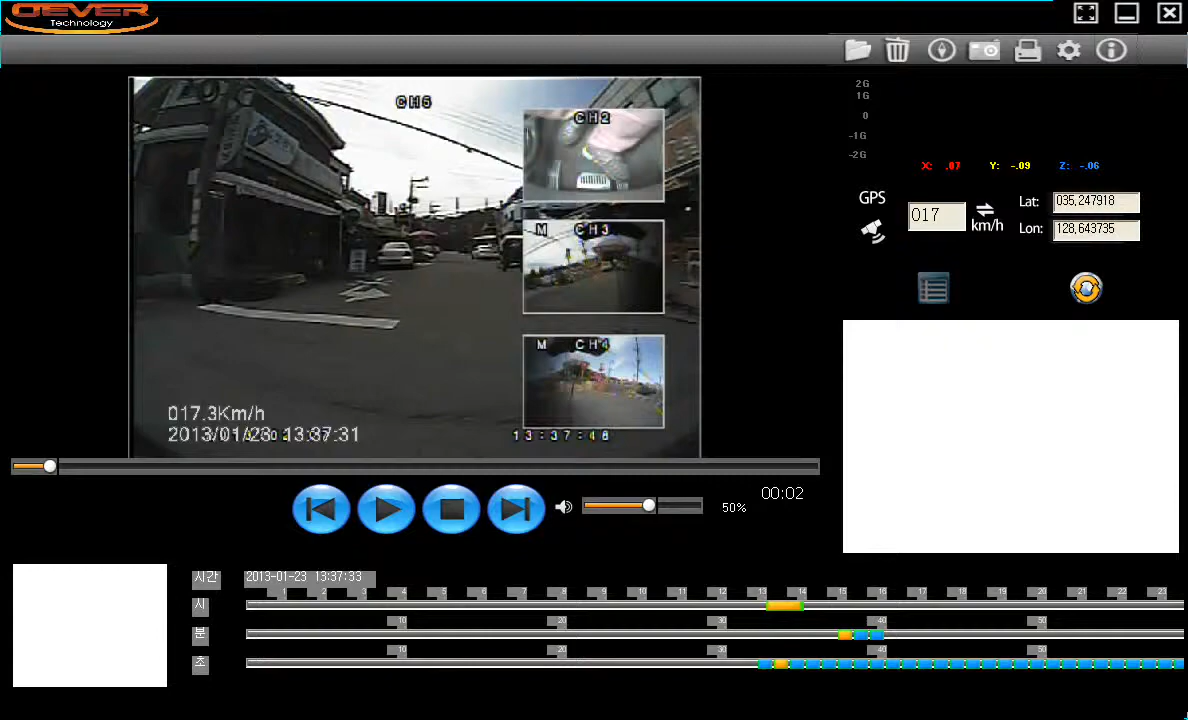 OEVER
Technology
CH5
CH2
M CH3
M CH4
017.3Km/h
2013/01/23 13:37:31
13:37:48
2G
1G
0
-1G
-2G
X: .07 Y: -.09 Z: -.06
GPS
017
km/h
Lat: 035,247918
Lon: 128,643735
50%
00:02
시간 2013-01-23 13:37:33
1 2 3 4 5 6 7 8 9 10 11 12 13 14 15 16 17 18 19 20 21 22 23
시
10 20 30 40 50
분
10 20 30 40 50
초